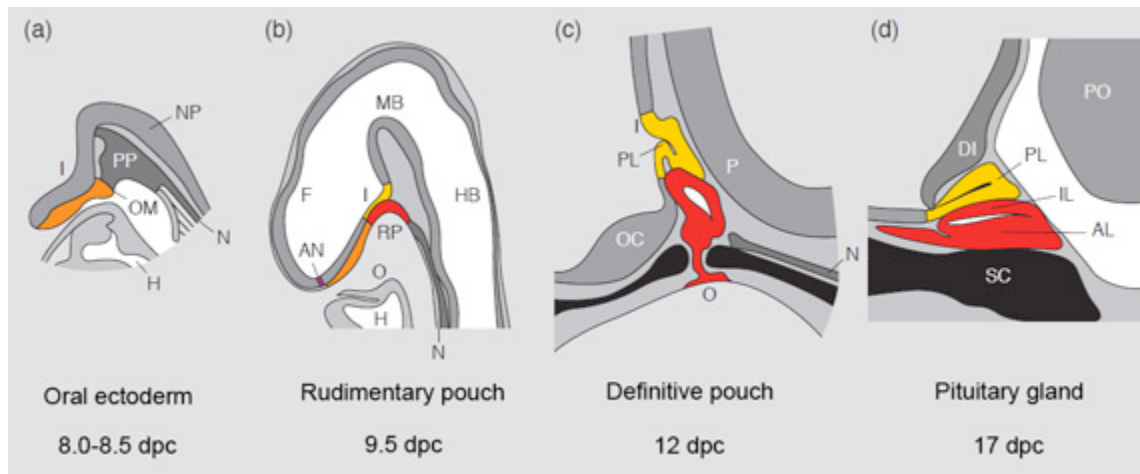 (a)
NP
I
PP
OM
N
H
(b)
MB
F
I
HB
RP
AN
O
H
N
(c)
I
PL
P
OC
N
O
(d)
PO
DI
PL
IL
AL
SC
Oral ectoderm
8.0-8.5 dpc
Rudimentary pouch
9.5 dpc
Definitive pouch
12 dpc
Pituitary gland
17 dpc